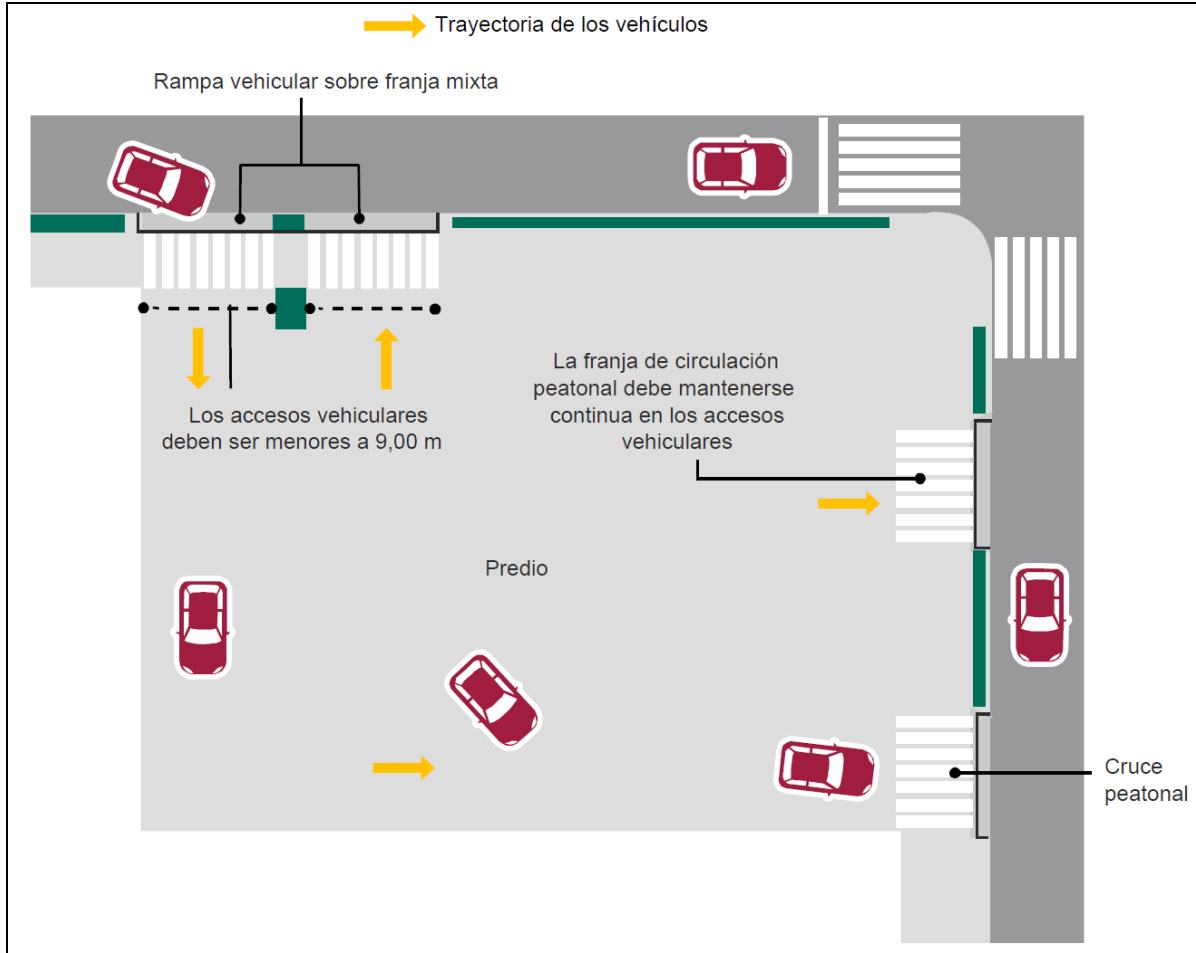 Trayectoria de los vehículos
Rampa vehicular sobre franja mixta
La franja de circulación
peatonal debe mantenerse
continua en los accesos
vehiculares
Los accesos vehiculares
deben ser menores a 9,00 m
Predio
Cruce
peatonal